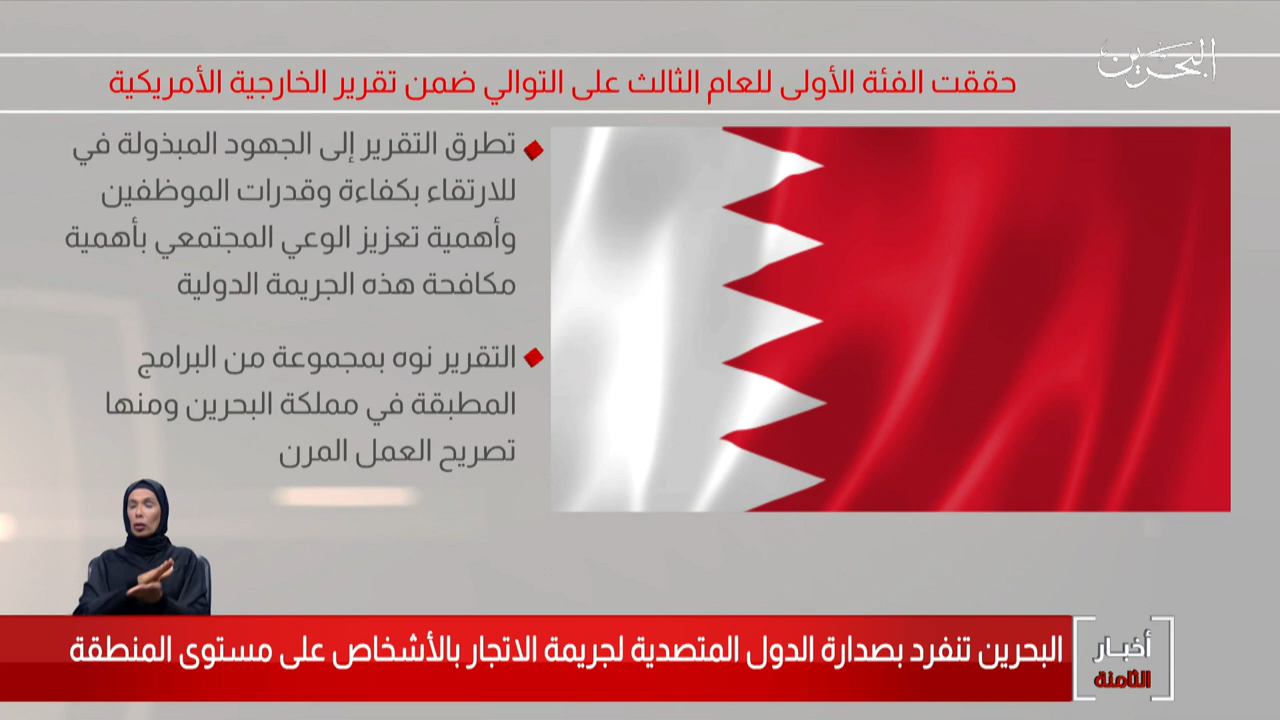 البحرين
حققت الفئة الأولى للعام الثالث على التوالي ضمن تقرير الخارجية الأمريكية
تطرق التقرير إلى الجهود المبذولة في
للارتقاء بكفاءة وقدرات الموظفين
وأهمية تعزيز الوعي المجتمعي بأهمية
مكافحة هذه الجريمة الدولية
التقرير نوه بمجموعة من البرامج
المطبقة في مملكة البحرين ومنها
تصريح العمل المرن
أخبار
الثامنة
البحرين تنفرد بصدارة الدول المتصدية لجريمة الاتجار بالأشخاص على مستوى المنطقة